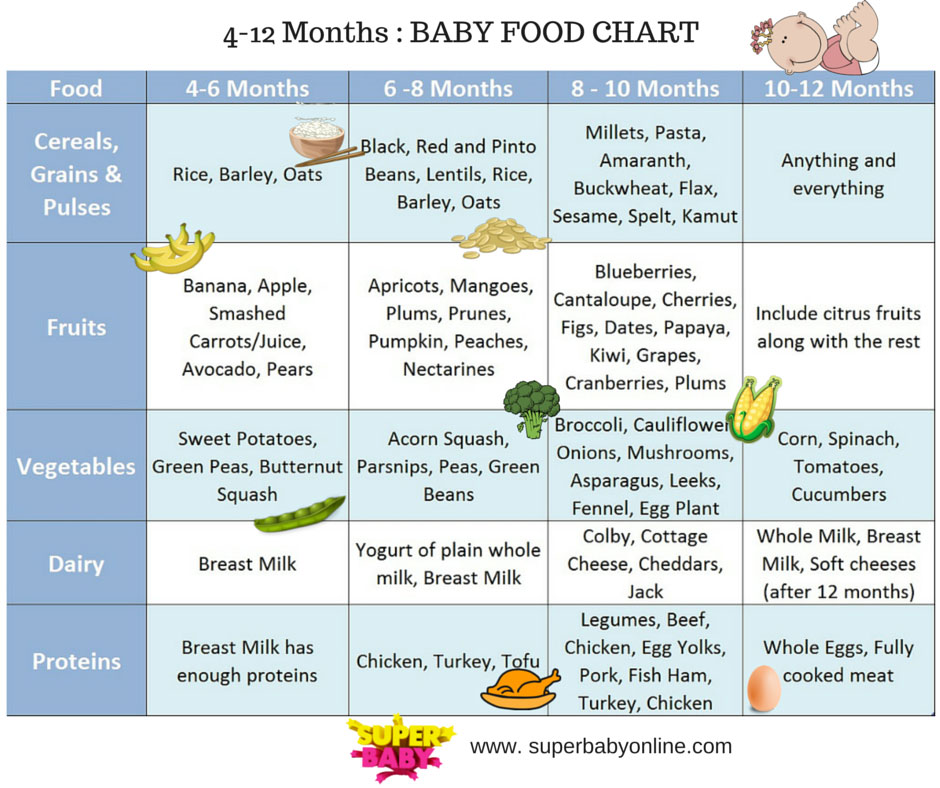 4-12 Months : BABY FOOD CHART
Food
4-6 Months
6 -8 Months
8 - 10 Months
10-12 Months
Cereals,
Grains &
Pulses
Rice, Barley, Oats
Black, Red and Pinto
Beans, Lentils, Rice,
Barley, Oats
Millets, Pasta,
Amaranth,
Buckwheat, Flax,
Sesame, Spelt, Kamut
Anything and
everything
Fruits
Banana, Apple,
Smashed
Carrots/Juice,
Avocado, Pears
Apricots, Mangoes,
Plums, Prunes,
Pumpkin, Peaches,
Nectarines
Blueberries,
Cantaloupe, Cherries,
Figs, Dates, Papaya,
Kiwi, Grapes,
Cranberries, Plums
Include citrus fruits
along with the rest
Vegetables
Sweet Potatoes,
Green Peas, Butternut
Squash
Acorn Squash,
Parsnips, Peas, Green
Beans
Broccoli, Cauliflower
Onions, Mushrooms,
Asparagus, Leeks,
Fennel, Egg Plant
Corn, Spinach,
Tomatoes,
Cucumbers
Dairy
Breast Milk
Yogurt of plain whole
milk, Breast Milk
Colby, Cottage
Cheese, Cheddars,
Jack
Whole Milk, Breast
Milk, Soft cheeses
(after 12 months)
Proteins
Breast Milk has
enough proteins
Chicken, Turkey, Tofu
Legumes, Beef,
Chicken, Egg Yolks,
Pork, Fish Ham,
Turkey, Chicken
Whole Eggs, Fully
cooked meat
SUPER
BABY
www. superbabyonline.com